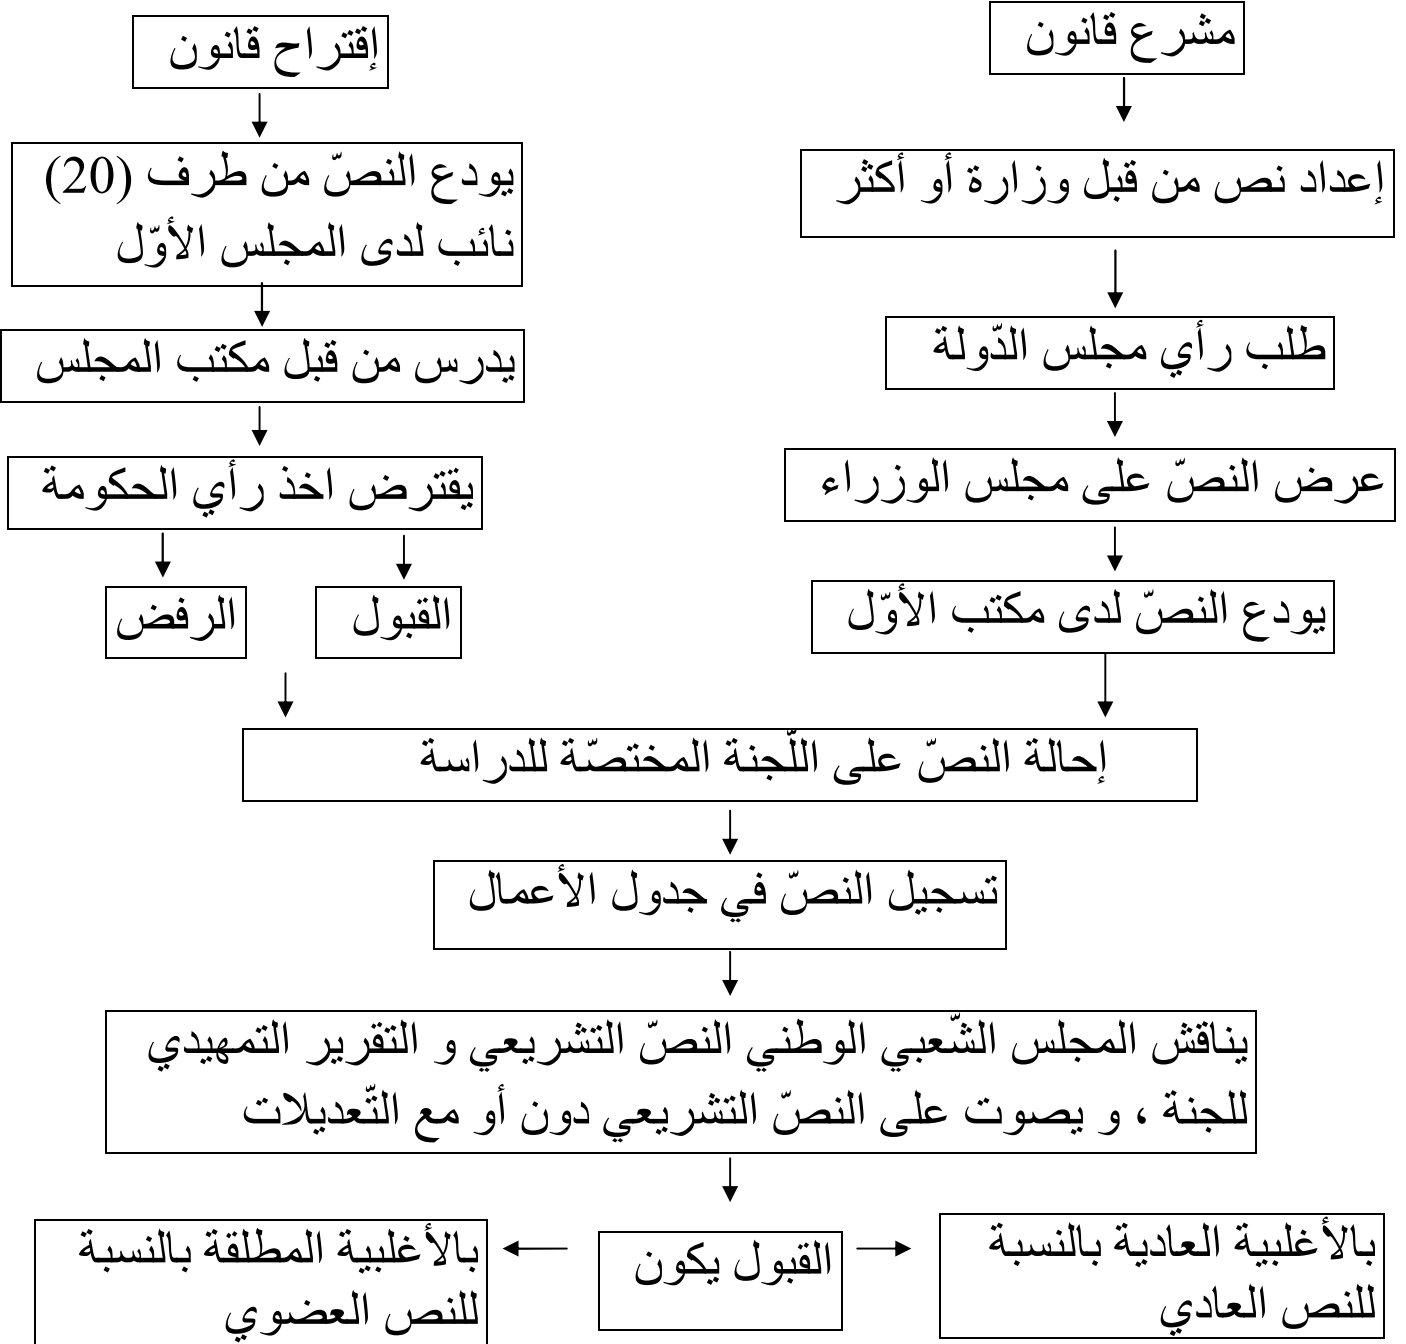 مشرع قانون
إعداد نص من قبل وزارة أو أكثر
طلب رأي مجلس الدّولة
عرض النصّ على مجلس الوزراء
يودع النصّ لدى مكتب الأوّل
إقتراح قانون
يودع النصّ من طرف (20)
نائب لدى المجلس الأوّل
يدرس من قبل مكتب المجلس
يقترض اخذ رأي الحكومة
القبول
الرفض
إحالة النصّ على اللّجنة المختصّة للدراسة
تسجيل النصّ في جدول الأعمال
يناقش المجلس الشّعبي الوطني النصّ التشريعي و التقرير التمهيدي
للجنة ، و يصوت على النصّ التشريعي دون أو مع التّعديلات
القبول يكون
بالأغلبية العادية بالنسبة
للنص العادي
بالأغلبية المطلقة بالنسبة
للنص العضوي